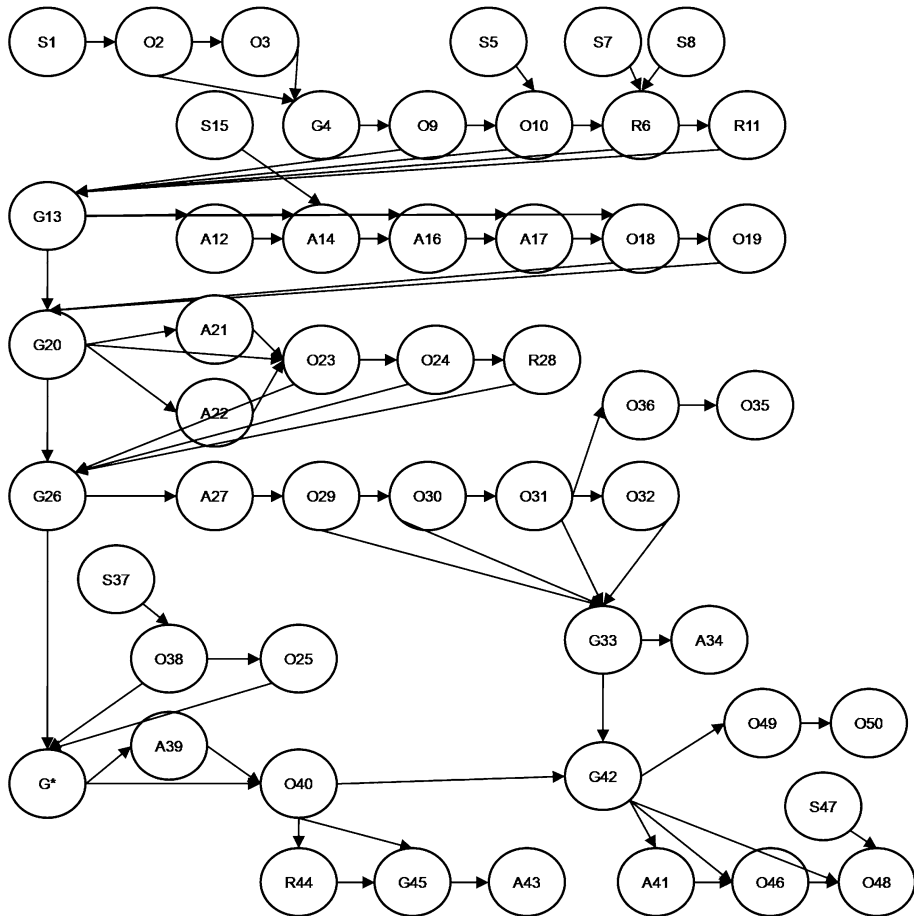 S1 O2 O3 S5 S7 S8
S15 G4 O9 O10 R6 R11
G13 A12 A14 A16 A17 O18 O19
G20 A21 O23 O24 R28
A22 O36 O35
G26 A27 O29 O30 O31 O32
S37
O38 O25 G33 A34
A39 O49 O50
G* O40 G42
S47
R44 G45 A43 A41 O46 O48